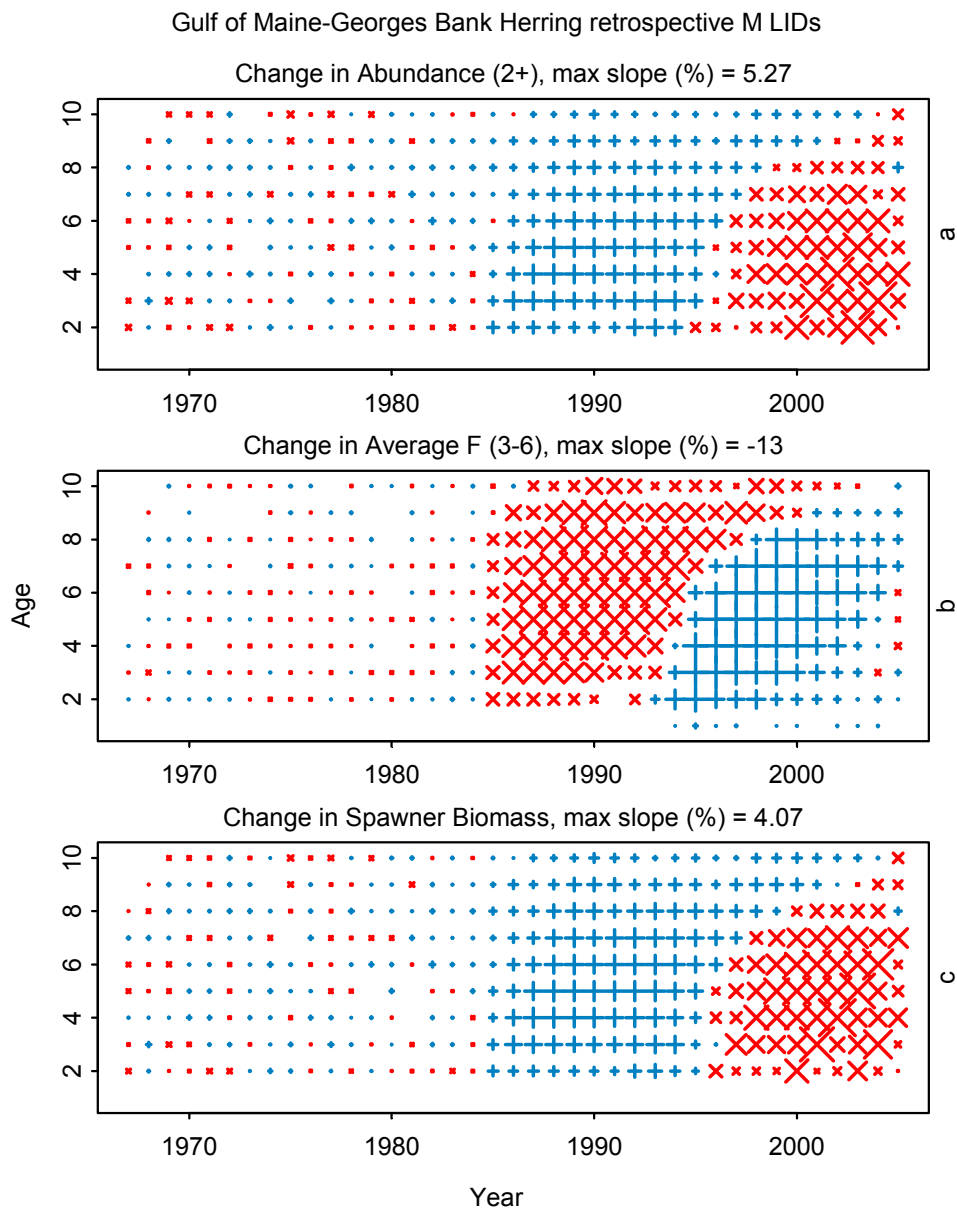 Gulf of Maine-Georges Bank Herring retrospective M LIDs
Change in Abundance (2+), max slope (%) = 5.27
10
8
6
4
2
a
1970 1980 1990 2000
Change in Average F (3-6), max slope (%) = -13
10
8
6
4
2
Age
b
1970 1980 1990 2000
Change in Spawner Biomass, max slope (%) = 4.07
10
8
6
4
2
c
1970 1980 1990 2000
Year